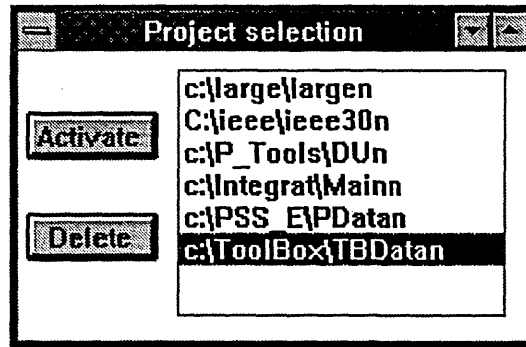 Project selection
Activate
Delete
c:\large\largen
C:\ieee\ieee30n
c:\P_Tools\DUn
c:\Integrat\Mainn
c:\PSS_E\PDatan
c:\ToolBox\TBDatan